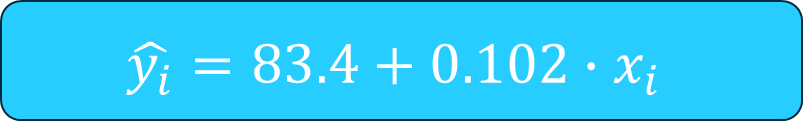 ŷᵢ = 83.4 + 0.102 · xᵢ